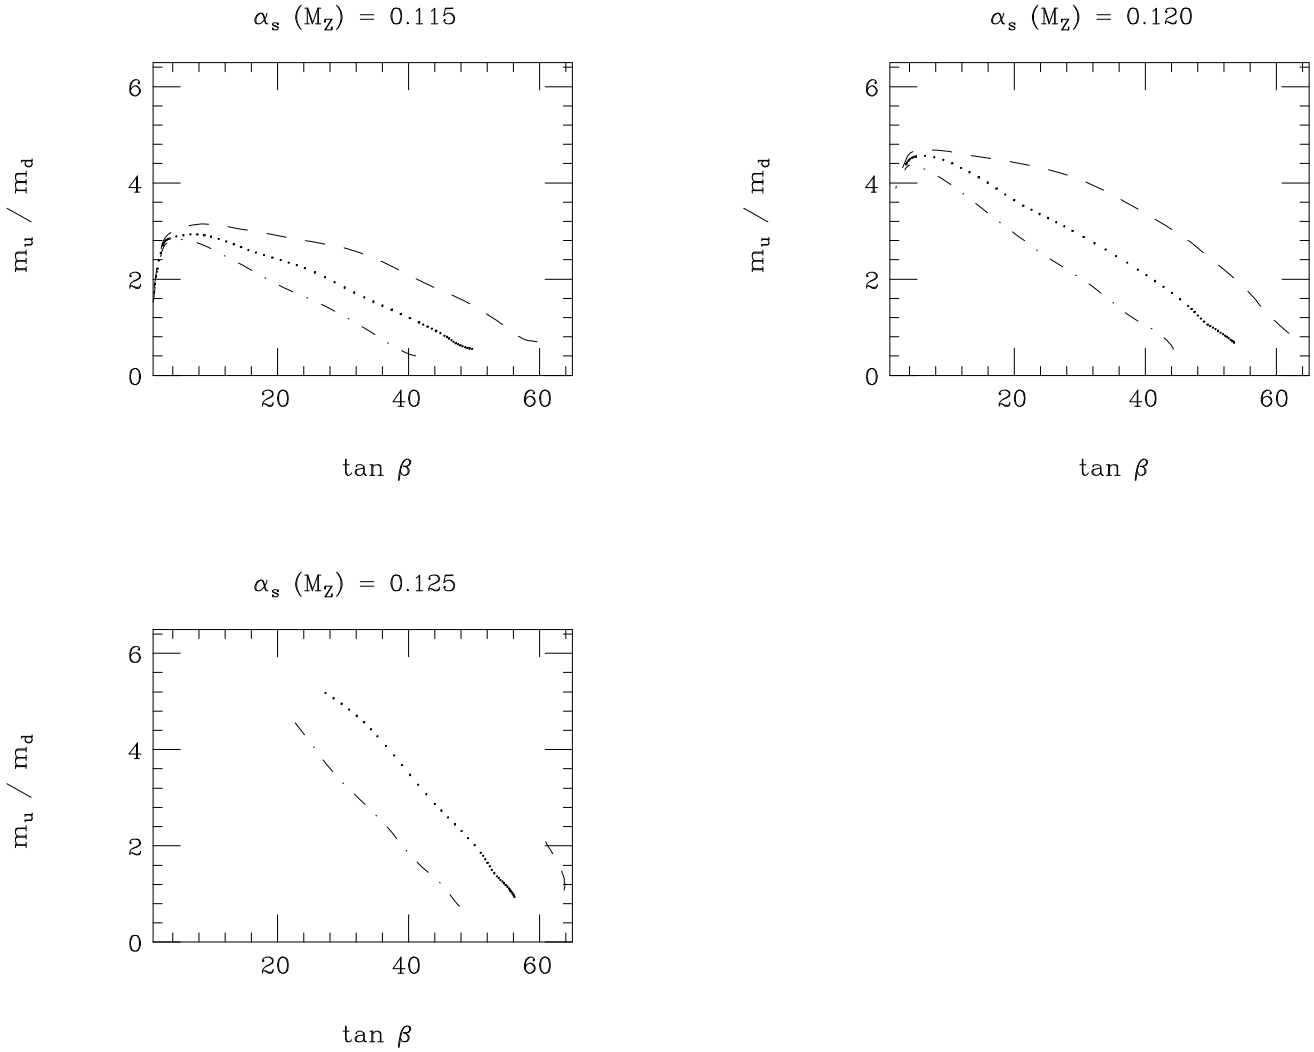 α_s (M_Z) = 0.115
6
4
2
0
m_u / m_d
20 40 60
tan β
α_s (M_Z) = 0.120
6
4
2
0
m_u / m_d
20 40 60
tan β
α_s (M_Z) = 0.125
6
4
2
0
m_u / m_d
20 40 60
tan β